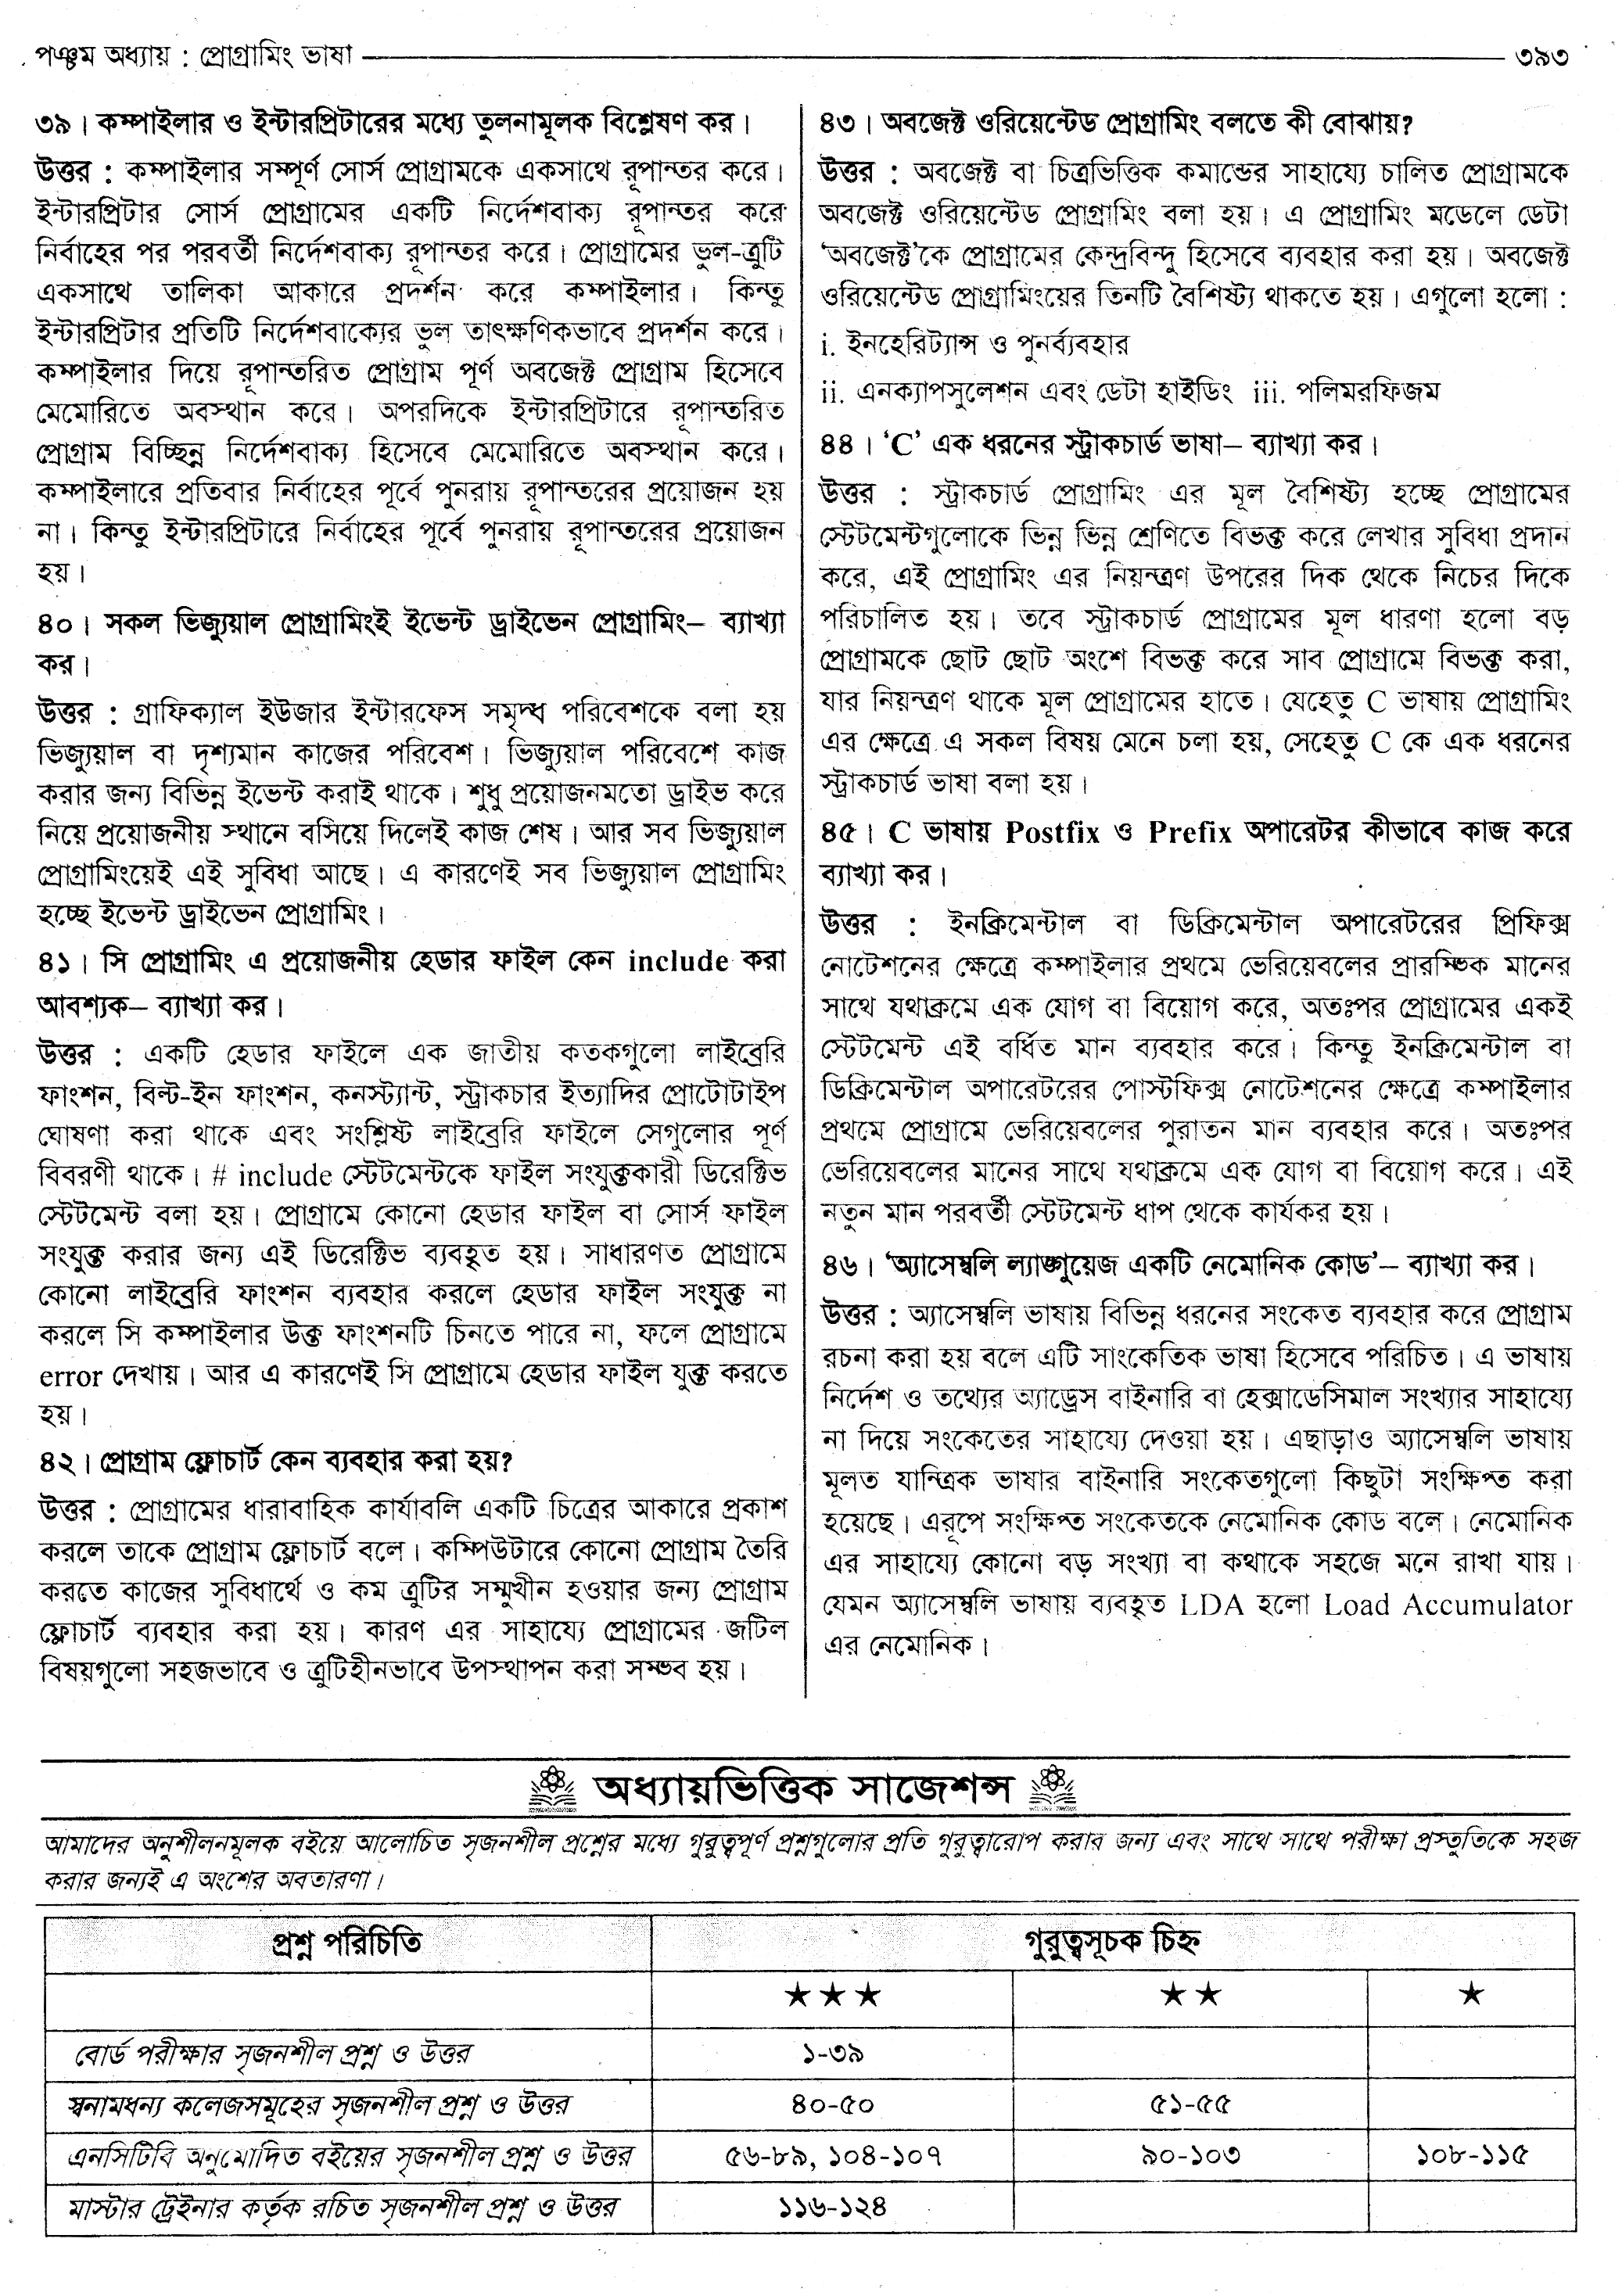 পঞ্চম অধ্যায় : প্রোগ্রামিং ভাষা ৩৯৩
৩৯। কম্পাইলার ও ইন্টারপ্রিটারের মধ্যে তুলনামূলক বিশ্লেষণ কর।
উত্তর : কম্পাইলার সম্পূর্ণ সোর্স প্রোগ্রামকে একসাথে রূপান্তর করে।
ইন্টারপ্রিটার সোর্স প্রোগ্রামের একটি নির্দেশবাক্য রূপান্তর করে
নির্বাহের পর পরবর্তী নির্দেশবাক্য রূপান্তর করে। প্রোগ্রামের ভুল-ত্রুটি
একসাথে তালিকা আকারে প্রদর্শন করে কম্পাইলার। কিন্তু
ইন্টারপ্রিটার প্রতিটি নির্দেশবাক্যের ভুল তাৎক্ষণিকভাবে প্রদর্শন করে।
কম্পাইলার দিয়ে রূপান্তরিত প্রোগ্রাম পূর্ণ অবজেক্ট প্রোগ্রাম হিসেবে
মেমোরিতে অবস্থান করে। অপরদিকে ইন্টারপ্রিটারে রূপান্তরিত
প্রোগ্রাম বিচ্ছিন্ন নির্দেশবাক্য হিসেবে মেমোরিতে অবস্থান করে।
কম্পাইলারে প্রতিবার নির্বাহের পূর্বে পুনরায় রূপান্তরের প্রয়োজন হয়
না। কিন্তু ইন্টারপ্রিটারে নির্বাহের পূর্বে পুনরায় রূপান্তরের প্রয়োজন
হয়।
৪০। সকল ভিজ্যুয়াল প্রোগ্রামিংই ইভেন্ট ড্রাইভেন প্রোগ্রামিং– ব্যাখ্যা
কর।
উত্তর : গ্রাফিক্যাল ইউজার ইন্টারফেস সমৃদ্ধ পরিবেশকে বলা হয়
ভিজ্যুয়াল বা দৃশ্যমান কাজের পরিবেশ। ভিজ্যুয়াল পরিবেশে কাজ
করার জন্য বিভিন্ন ইভেন্ট করাই থাকে। শুধু প্রয়োজনমতো ড্রাইভ করে
নিয়ে প্রয়োজনীয় স্থানে বসিয়ে দিলেই কাজ শেষ। আর সব ভিজ্যুয়াল
প্রোগ্রামিংয়েই এই সুবিধা আছে। এ কারণেই সব ভিজ্যুয়াল প্রোগ্রামিং
হচ্ছে ইভেন্ট ড্রাইভেন প্রোগ্রামিং।
৪১। সি প্রোগ্রামিং এ প্রয়োজনীয় হেডার ফাইল কেন include করা
আবশ্যক– ব্যাখ্যা কর।
উত্তর : একটি হেডার ফাইলে এক জাতীয় কতকগুলো লাইব্রেরি
ফাংশন, বিল্ট-ইন ফাংশন, কনস্ট্যান্ট, স্ট্রাকচার ইত্যাদির প্রোটোটাইপ
ঘোষণা করা থাকে এবং সংশ্লিষ্ট লাইব্রেরি ফাইলে সেগুলোর পূর্ণ
বিবরণী থাকে। # include স্টেটমেন্টকে ফাইল সংযুক্তকারী ডিরেক্টিভ
স্টেটমেন্ট বলা হয়। প্রোগ্রামে কোনো হেডার ফাইল বা সোর্স ফাইল
সংযুক্ত করার জন্য এই ডিরেক্টিভ ব্যবহৃত হয়। সাধারণত প্রোগ্রামে
কোনো লাইব্রেরি ফাংশন ব্যবহার করলে হেডার ফাইল সংযুক্ত না
করলে সি কম্পাইলার উক্ত ফাংশনটি চিনতে পারে না, ফলে প্রোগ্রামে
error দেখায়। আর এ কারণেই সি প্রোগ্রামে হেডার ফাইল যুক্ত করতে
হয়।
৪২। প্রোগ্রাম ফ্লোচার্ট কেন ব্যবহার করা হয়?
উত্তর : প্রোগ্রামের ধারাবাহিক কার্যাবলি একটি চিত্রের আকারে প্রকাশ
করলে তাকে প্রোগ্রাম ফ্লোচার্ট বলে। কম্পিউটারে কোনো প্রোগ্রাম তৈরি
করতে কাজের সুবিধার্থে ও কম ত্রুটির সম্মুখীন হওয়ার জন্য প্রোগ্রাম
ফ্লোচার্ট ব্যবহার করা হয়। কারণ এর সাহায্যে প্রোগ্রামের জটিল
বিষয়গুলো সহজভাবে ও ত্রুটিহীনভাবে উপস্থাপন করা সম্ভব হয়।
৪৩। অবজেক্ট ওরিয়েন্টেড প্রোগ্রামিং বলতে কী বোঝায়?
উত্তর : অবজেক্ট বা চিত্রভিত্তিক কমান্ডের সাহায্যে চালিত প্রোগ্রামকে
অবজেক্ট ওরিয়েন্টেড প্রোগ্রামিং বলা হয়। এ প্রোগ্রামিং মডেলে ডেটা
‘অবজেক্ট’কে প্রোগ্রামের কেন্দ্রবিন্দু হিসেবে ব্যবহার করা হয়। অবজেক্ট
ওরিয়েন্টেড প্রোগ্রামিংয়ের তিনটি বৈশিষ্ট্য থাকতে হয়। এগুলো হলো :
i. ইনহেরিট্যান্স ও পুনর্ব্যবহার
ii. এনক্যাপসুলেশন এবং ডেটা হাইডিং iii. পলিমরফিজম
৪৪। ‘C’ এক ধরনের স্ট্রাকচার্ড ভাষা– ব্যাখ্যা কর।
উত্তর : স্ট্রাকচার্ড প্রোগ্রামিং এর মূল বৈশিষ্ট্য হচ্ছে প্রোগ্রামের
স্টেটমেন্টগুলোকে ভিন্ন ভিন্ন শ্রেণিতে বিভক্ত করে লেখার সুবিধা প্রদান
করে, এই প্রোগ্রামিং এর নিয়ন্ত্রণ উপরের দিক থেকে নিচের দিকে
পরিচালিত হয়। তবে স্ট্রাকচার্ড প্রোগ্রামের মূল ধারণা হলো বড়
প্রোগ্রামকে ছোট ছোট অংশে বিভক্ত করে সাব প্রোগ্রামে বিভক্ত করা,
যার নিয়ন্ত্রণ থাকে মূল প্রোগ্রামের হাতে। যেহেতু C ভাষায় প্রোগ্রামিং
এর ক্ষেত্রে এ সকল বিষয় মেনে চলা হয়, সেহেতু C কে এক ধরনের
স্ট্রাকচার্ড ভাষা বলা হয়।
৪৫। C ভাষায় Postfix ও Prefix অপারেটর কীভাবে কাজ করে
ব্যাখ্যা কর।
উত্তর : ইনক্রিমেন্টাল বা ডিক্রিমেন্টাল অপারেটরের প্রিফিক্স
নোটেশনের ক্ষেত্রে কম্পাইলার প্রথমে ভেরিয়েবলের প্রারম্ভিক মানের
সাথে যথাক্রমে এক যোগ বা বিয়োগ করে, অতঃপর প্রোগ্রামের একই
স্টেটমেন্ট এই বর্ধিত মান ব্যবহার করে। কিন্তু ইনক্রিমেন্টাল বা
ডিক্রিমেন্টাল অপারেটরের পোস্টফিক্স নোটেশনের ক্ষেত্রে কম্পাইলার
প্রথমে প্রোগ্রামে ভেরিয়েবলের পুরাতন মান ব্যবহার করে। অতঃপর
ভেরিয়েবলের মানের সাথে যথাক্রমে এক যোগ বা বিয়োগ করে। এই
নতুন মান পরবর্তী স্টেটমেন্ট ধাপ থেকে কার্যকর হয়।
৪৬। ‘অ্যাসেম্বলি ল্যাঙ্গুয়েজ একটি নেমোনিক কোড’– ব্যাখ্যা কর।
উত্তর : অ্যাসেম্বলি ভাষায় বিভিন্ন ধরনের সংকেত ব্যবহার করে প্রোগ্রাম
রচনা করা হয় বলে এটি সাংকেতিক ভাষা হিসেবে পরিচিত। এ ভাষায়
নির্দেশ ও তথ্যের অ্যাড্রেস বাইনারি বা হেক্সাডেসিমাল সংখ্যার সাহায্যে
না দিয়ে সংকেতের সাহায্যে দেওয়া হয়। এছাড়াও অ্যাসেম্বলি ভাষায়
মূলত যান্ত্রিক ভাষার বাইনারি সংকেতগুলো কিছুটা সংক্ষিপ্ত করা
হয়েছে। এরূপে সংক্ষিপ্ত সংকেতকে নেমোনিক কোড বলে। নেমোনিক
এর সাহায্যে কোনো বড় সংখ্যা বা কথাকে সহজে মনে রাখা যায়।
যেমন অ্যাসেম্বলি ভাষায় ব্যবহৃত LDA হলো Load Accumulator
এর নেমোনিক।
অধ্যায়ভিত্তিক সাজেশন্স
আমাদের অনুশীলনমূলক বইয়ে আলোচিত সৃজনশীল প্রশ্নের মধ্যে গুরুত্বপূর্ণ প্রশ্নগুলোর প্রতি গুরুত্বারোপ করার জন্য এবং সাথে সাথে পরীক্ষা প্রস্তুতিকে সহজ
করার জন্যই এ অংশের অবতারণা।
প্রশ্ন পরিচিতি গুরুত্বসূচক চিহ্ন
★★★ ★★ ★
বোর্ড পরীক্ষার সৃজনশীল প্রশ্ন ও উত্তর ১-৩৯
স্বনামধন্য কলেজসমূহের সৃজনশীল প্রশ্ন ও উত্তর ৪০-৫০ ৫১-৫৫
এনসিটিবি অনুমোদিত বইয়ের সৃজনশীল প্রশ্ন ও উত্তর ৫৬-৮৯, ১০৪-১০৭ ৯০-১০৩ ১০৮-১১৫
মাস্টার ট্রেইনার কর্তৃক রচিত সৃজনশীল প্রশ্ন ও উত্তর ১১৬-১২৪